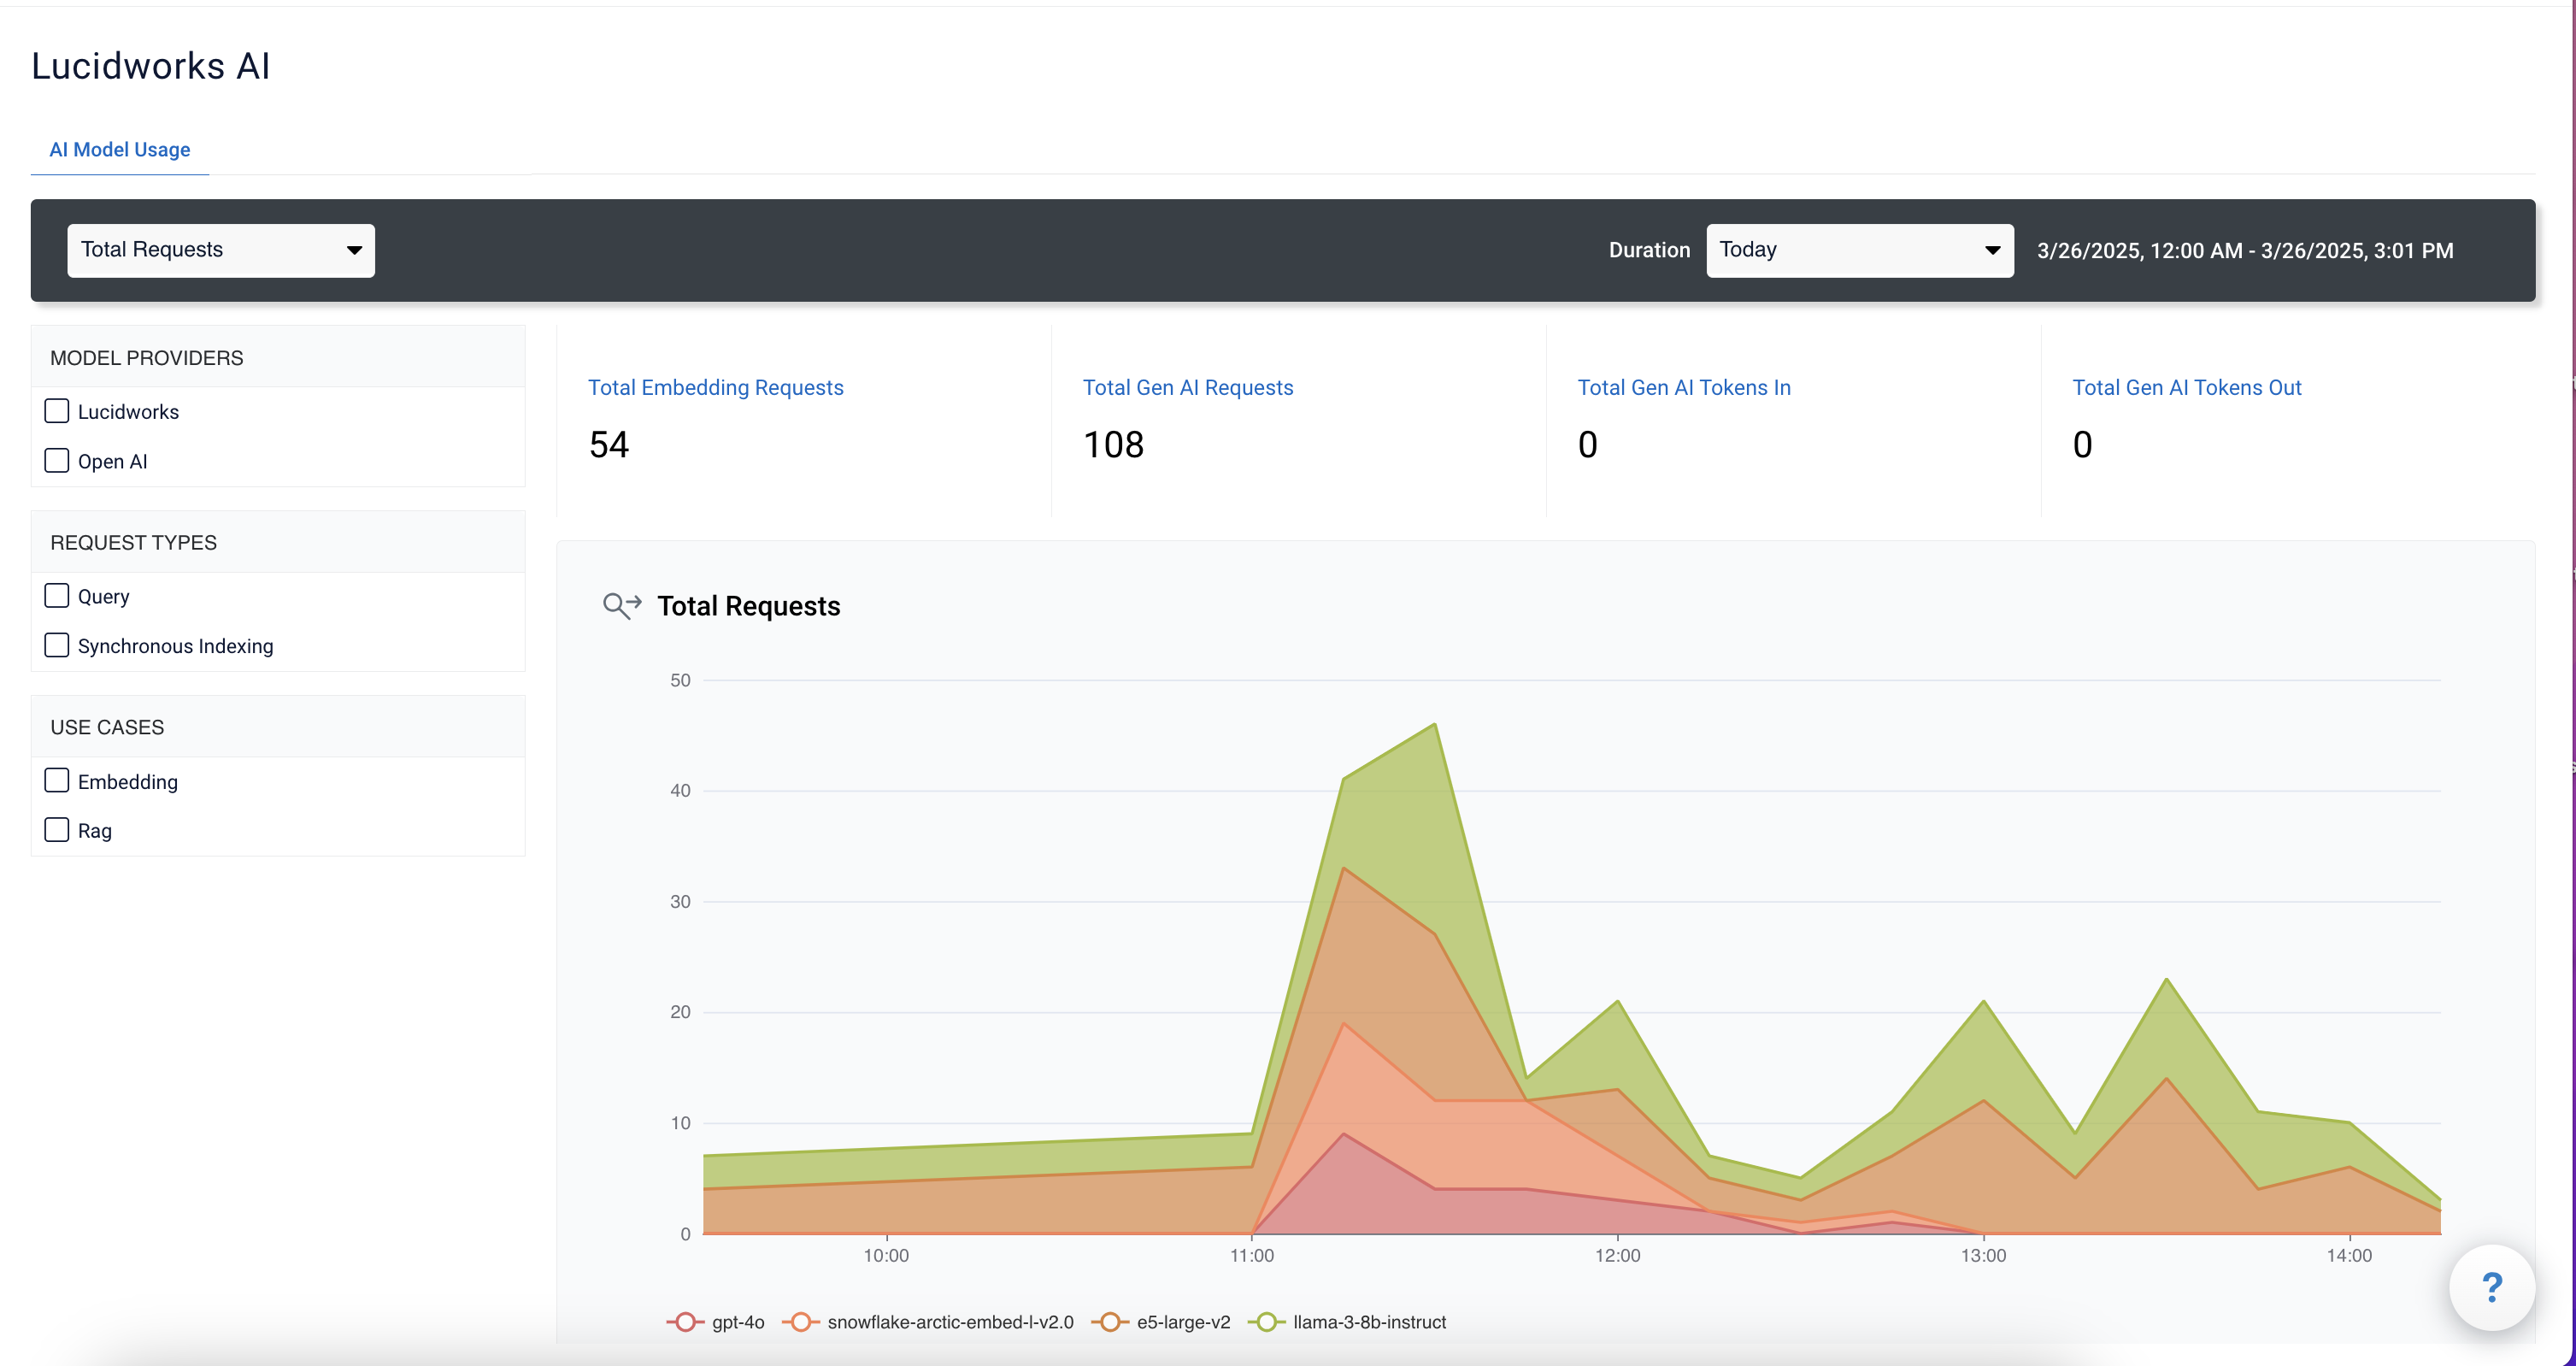 Lucidworks AI
AI Model Usage
Total Requests
Duration
Today
3/26/2025, 12:00 AM - 3/26/2025, 3:01 PM
MODEL PROVIDERS
Lucidworks
Open AI
REQUEST TYPES
Query
Synchronous Indexing
USE CASES
Embedding
Rag
Total Embedding Requests
54
Total Gen AI Requests
108
Total Gen AI Tokens In
0
Total Gen AI Tokens Out
0
Total Requests
50
40
30
20
10
0
10:00
11:00
12:00
13:00
14:00
gpt-4o
snowflake-arctic-embed-l-v2.0
e5-large-v2
llama-3-8b-instruct
?